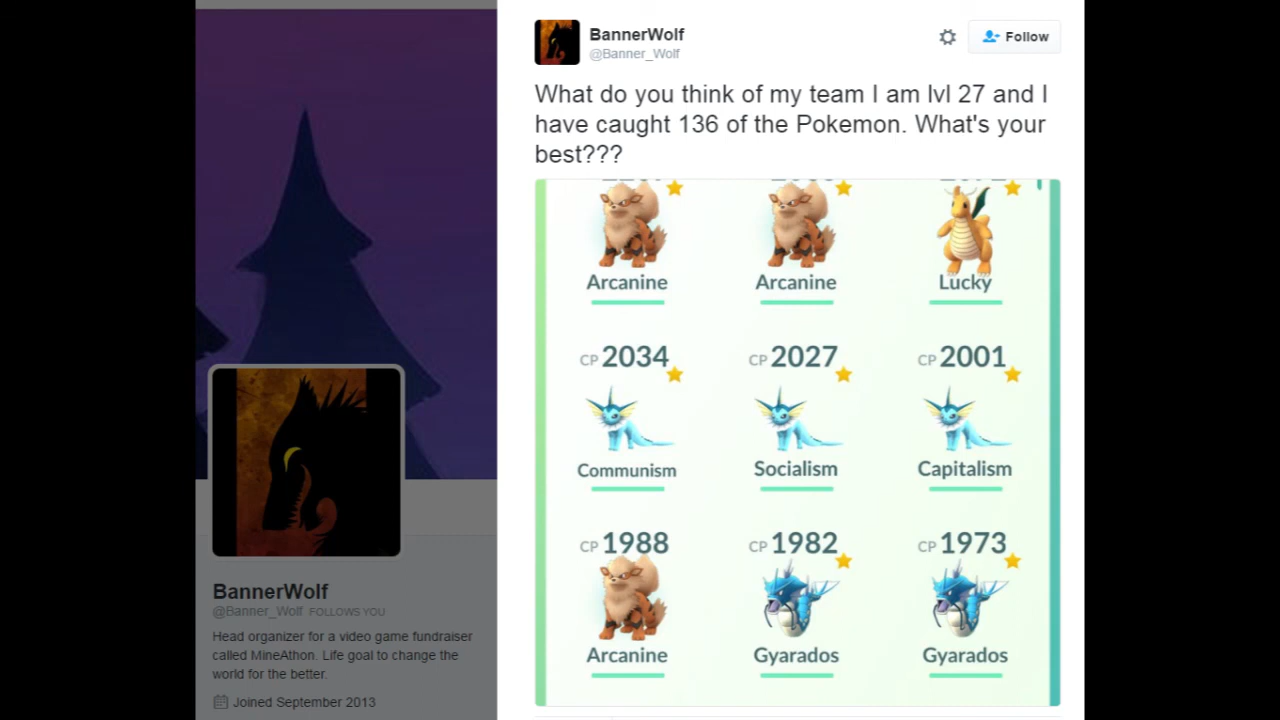 BannerWolf
@Banner_Wolf
Follow
What do you think of my team I am lvl 27 and I
have caught 136 of the Pokemon. What's your
best???
Arcanine Arcanine Lucky
CP 2034 CP 2027 CP 2001
Communism Socialism Capitalism
CP 1988 CP 1982 CP 1973
Arcanine Gyarados Gyarados
BannerWolf
@Banner_Wolf FOLLOWS YOU
Head organizer for a video game fundraiser
called MineAthon. Life goal to change the
world for the better.
Joined September 2013